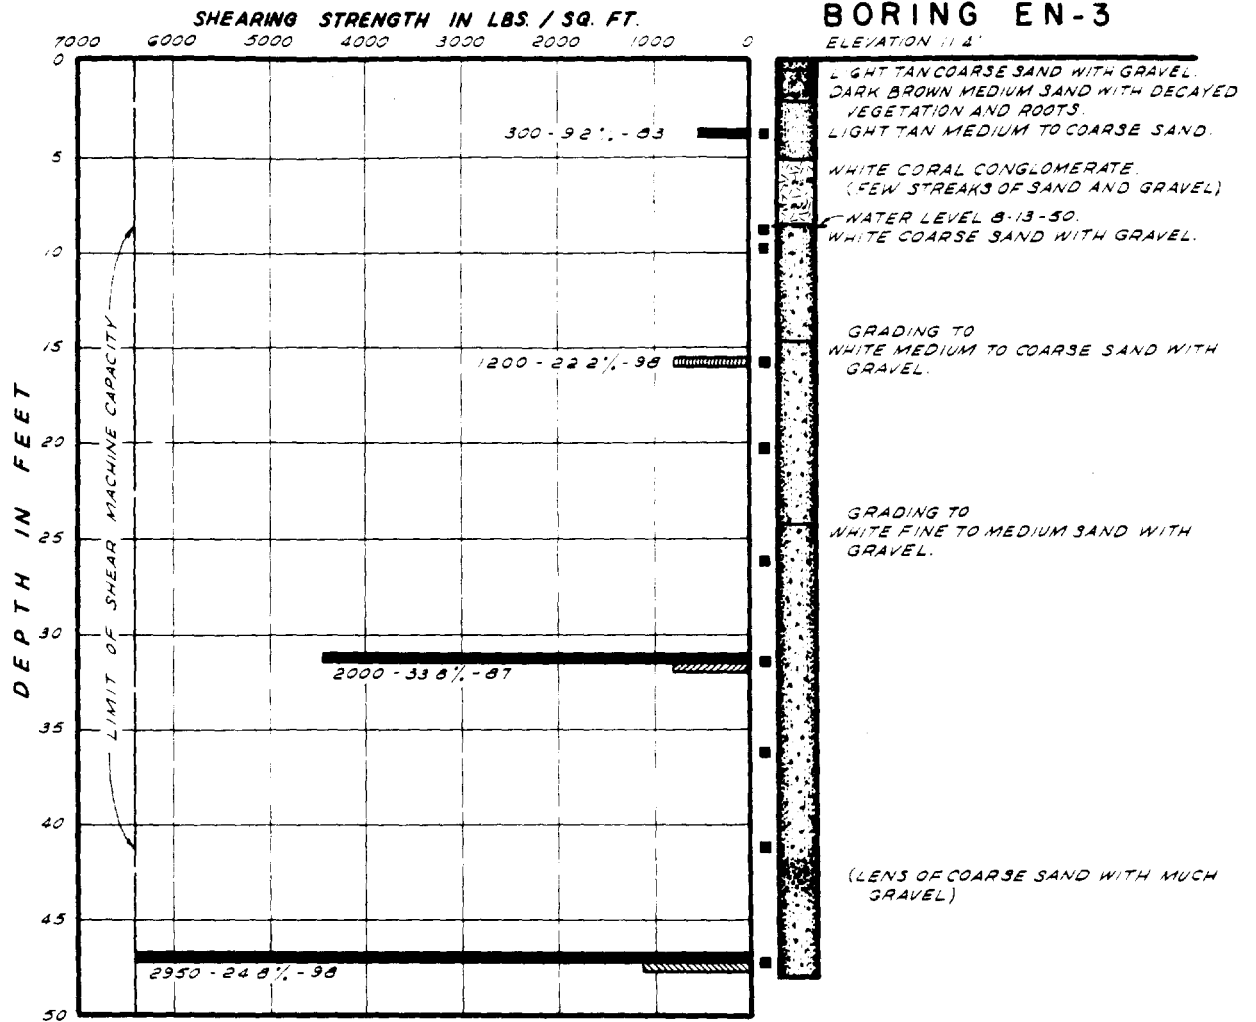 SHEARING STRENGTH IN LBS. / SQ. FT.
BORING EN-3
7000 6000 5000 4000 3000 2000 1000 0
ELEVATION 11.4'
0
LIGHT TAN COARSE SAND WITH GRAVEL.
DARK BROWN MEDIUM SAND WITH DECAYED
VEGETATION AND ROOTS.
300-9.2%-83
LIGHT TAN MEDIUM TO COARSE SAND.
5
WHITE CORAL CONGLOMERATE.
(FEW STREAKS OF SAND AND GRAVEL)
WATER LEVEL 8-13-50.
WHITE COARSE SAND WITH GRAVEL.
10
GRADING TO
15
WHITE MEDIUM TO COARSE SAND WITH
GRAVEL.
1200-22.2%-98
20
GRADING TO
25
WHITE FINE TO MEDIUM SAND WITH
GRAVEL.
30
2000-33.8%-87
35
40
(LENS OF COARSE SAND WITH MUCH
GRAVEL)
45
2950-24.8%-98
50
DEPTH IN FEET
LIMIT OF SHEAR MACHINE CAPACITY